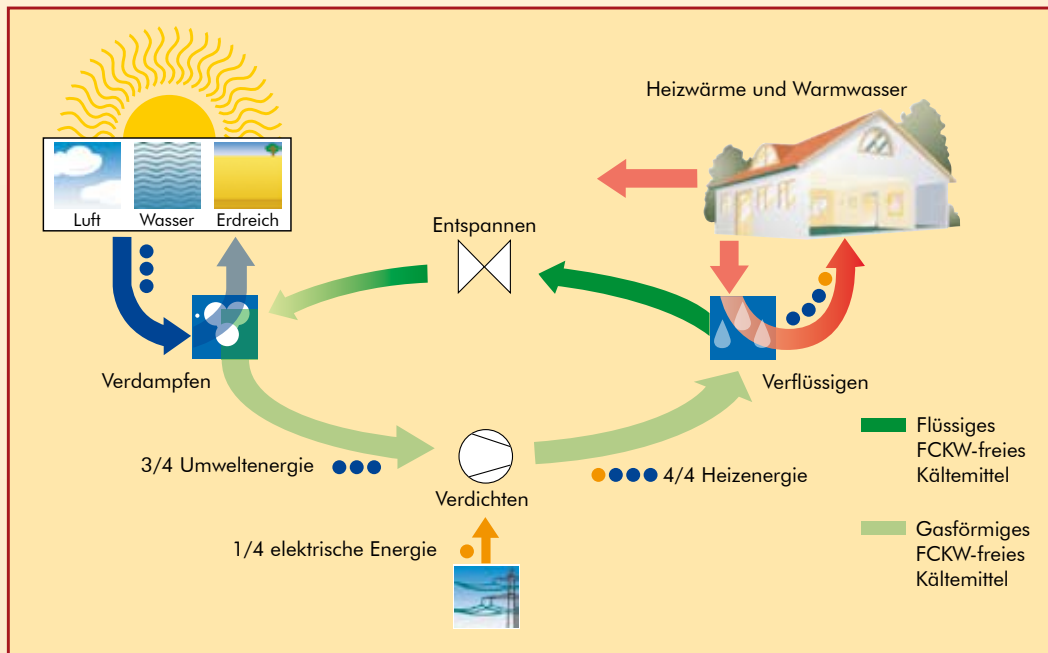 Heizwärme und Warmwasser
Luft Wasser Erdreich
Entspannen
Verdampfen
Verflüssigen
3/4 Umweltenergie
Verdichten
4/4 Heizenergie
1/4 elektrische Energie
Flüssiges
FCKW-freies
Kältemittel
Gasförmiges
FCKW-freies
Kältemittel